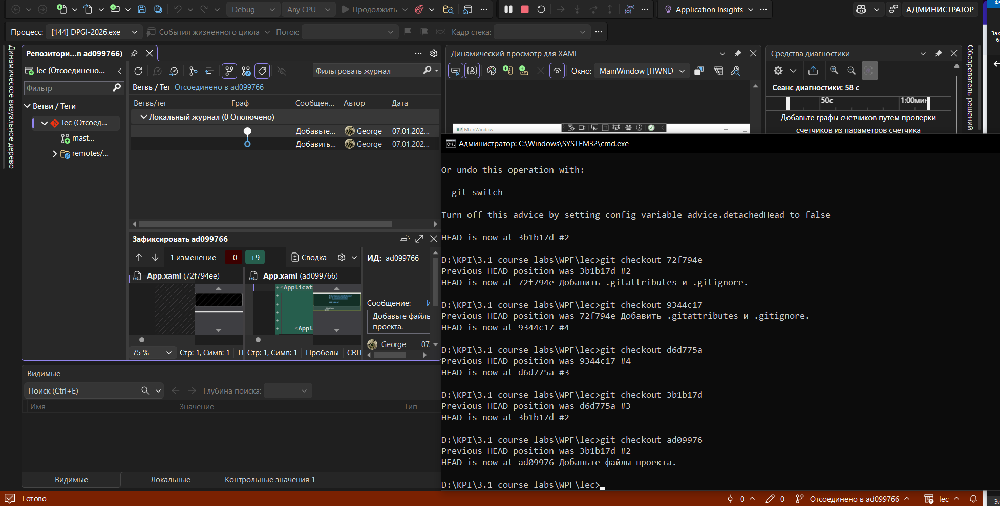 Debug
Any CPU
Продолжить
Application Insights
АДМИНИСТРАТОР
Процесс:
[144] DPGI-2026.exe
События жизненного цикла
Поток:
Кадр стека:
Динамическое визуальное дерево
Репозитори...в ad099766)
lec (Отсоединено...
Фильтр
Ветви / Теги
lec (Отсоед...
mast...
remotes/...
Фильтровать журнал
Ветвь / Тег Отсоединено в ad099766
Ветвь/тег Граф Сообщен... Автор Дата
Локальный журнал (0 Отключено)
Добавьте... George 07.01.202...
Добавить... George 07.01.202...
Зафиксировать ad099766
1 изменение -0 +9 Сводка
App.xaml (72f794ee)
App.xaml (ad099766)
+ <Applicat
+
+
+
+
+ <Appl
75 % Стр: 1, Симв: 1 П
Стр: 1, Симв: 1 Пробелы CRLI
ИД: ad099766
Сообщение: И
Добавьте файлы
проекта.
George 07.
Видимые
Поиск (Ctrl+E)
Глубина поиска:
Имя Значение Тип
Видимые Локальные Контрольные значения 1
Динамический просмотр для XAML
Окно: MainWindow [HWND
MainWindow
Средства диагностики
Сеанс диагностики: 58 с
50с 1:00мин
Добавьте графы счетчиков путем проверки
счетчиков из параметров счетчика
Обозреватель решений
Зак
6
Администратор: C:\Windows\SYSTEM32\cmd.exe
Or undo this operation with:
git switch -
Turn off this advice by setting config variable advice.detachedHead to false
HEAD is now at 3b1b17d #2
D:\KPI\3.1 course labs\WPF\lec>git checkout 72f794e
Previous HEAD position was 3b1b17d #2
HEAD is now at 72f794e Добавить .gitattributes и .gitignore.
D:\KPI\3.1 course labs\WPF\lec>git checkout 9344c17
Previous HEAD position was 72f794e Добавить .gitattributes и .gitignore.
HEAD is now at 9344c17 #4
D:\KPI\3.1 course labs\WPF\lec>git checkout d6d775a
Previous HEAD position was 9344c17 #4
HEAD is now at d6d775a #3
D:\KPI\3.1 course labs\WPF\lec>git checkout 3b1b17d
Previous HEAD position was d6d775a #3
HEAD is now at 3b1b17d #2
D:\KPI\3.1 course labs\WPF\lec>git checkout ad09976
Previous HEAD position was 3b1b17d #2
HEAD is now at ad09976 Добавьте файлы проекта.
D:\KPI\3.1 course labs\WPF\lec>
Готово
0 0 Отсоединено в ad099766 lec
Эл